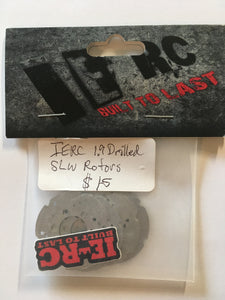 IE RC
BUILT TO LAST
IERC 1.9 Drilled
SLW Rotors
$15
IE-RC
BUILT TO LAST